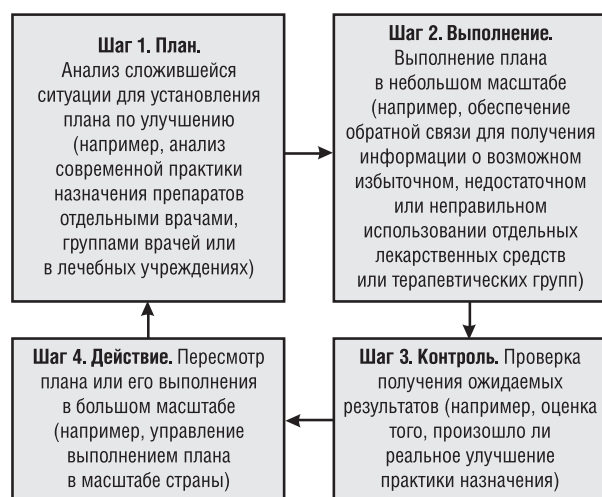 Шаг 1. План.
Анализ сложившейся
ситуации для установления
плана по улучшению
(например, анализ
современной практики
назначения препаратов
отдельными врачами,
группами врачей или
в лечебных учреждениях)
Шаг 2. Выполнение.
Выполнение плана
в небольшом масштабе
(например, обеспечение
обратной связи для получения
информации о возможном
избыточном, недостаточном
или неправильном
использовании отдельных
лекарственных средств
или терапевтических групп)
Шаг 3. Контроль. Проверка
получения ожидаемых
результатов (например, оценка
того, произошло ли
реальное улучшение
практики назначения)
Шаг 4. Действие. Пересмотр
плана или его выполнения
в большом масштабе
(например, управление
выполнением плана
в масштабе страны)